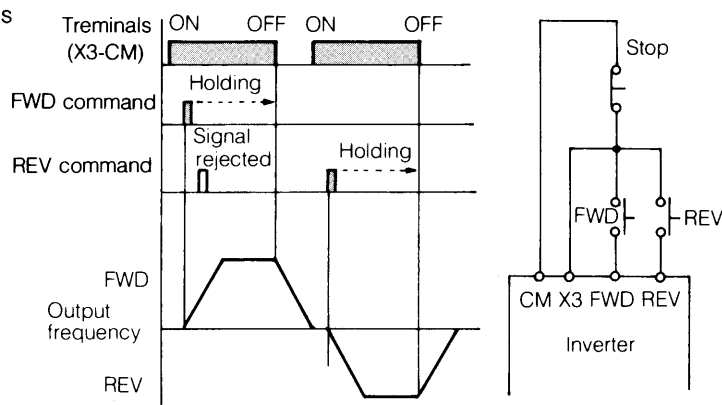 s
Treminals ON OFF ON OFF
(X3-CM)
Holding
FWD command
Signal
rejected
REV command
Holding
FWD
Output
frequency
REV
Stop
FWD
REV
CM X3 FWD REV
Inverter